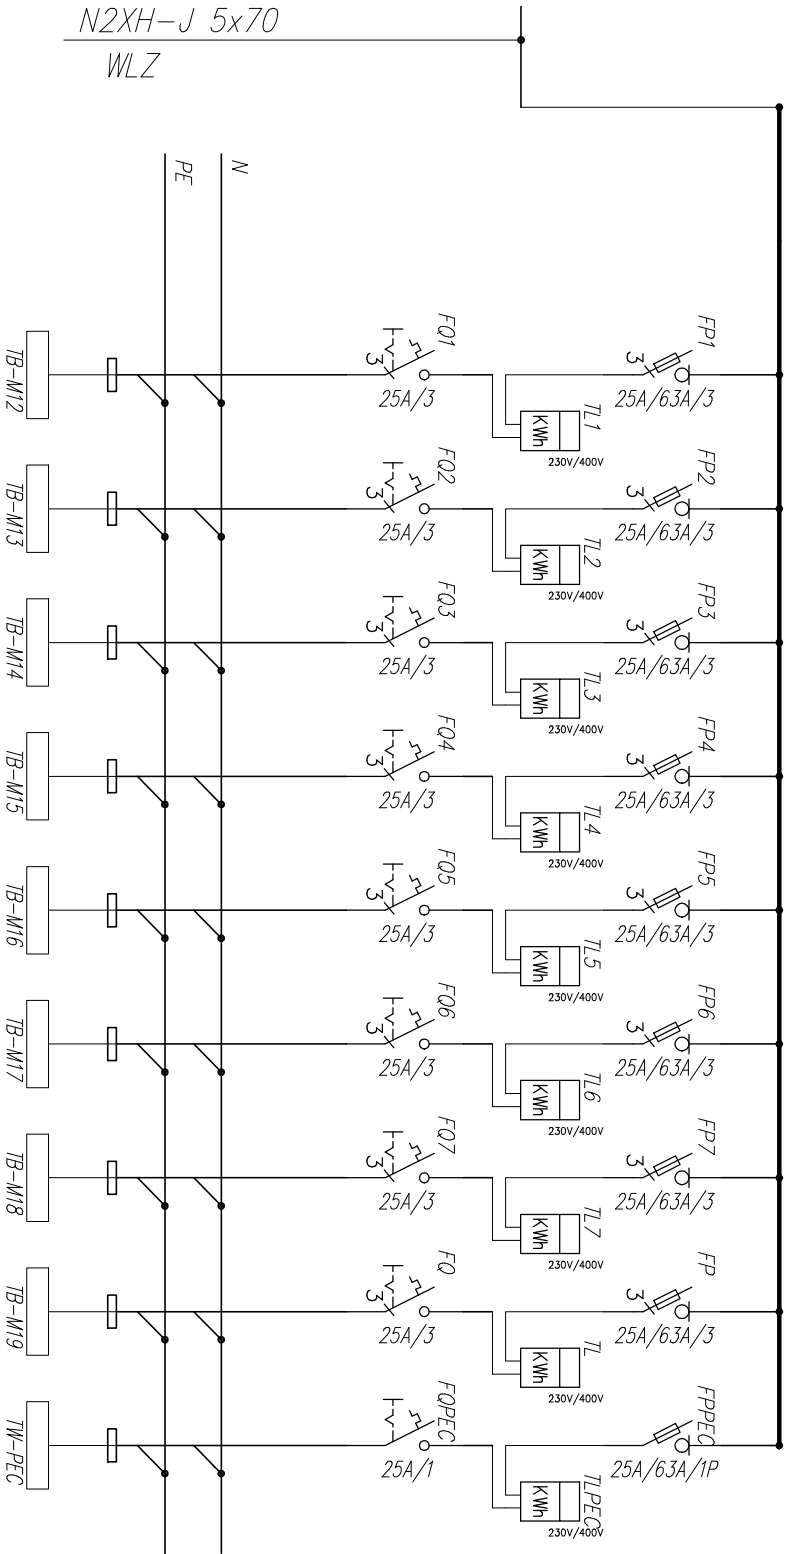 N2XH-J 5x70
WLZ
PE
N
FP1
3
25A/63A/3
TL1
KWh
230V/400V
FQ1
3
25A/3
TB-M12
FP2
3
25A/63A/3
TL2
KWh
230V/400V
FQ2
3
25A/3
TB-M13
FP3
3
25A/63A/3
TL3
KWh
230V/400V
FQ3
3
25A/3
TB-M14
FP4
3
25A/63A/3
TL4
KWh
230V/400V
FQ4
3
25A/3
TB-M15
FP5
3
25A/63A/3
TL5
KWh
230V/400V
FQ5
3
25A/3
TB-M16
FP6
3
25A/63A/3
TL6
KWh
230V/400V
FQ6
3
25A/3
TB-M17
FP7
3
25A/63A/3
TL7
KWh
230V/400V
FQ7
3
25A/3
TB-M18
FP
3
25A/63A/3
TL
KWh
230V/400V
FQ
3
25A/3
TB-M19
FPPEC
25A/63A/1P
TLPEC
KWh
230V/400V
FQPEC
25A/1
TW-PEC